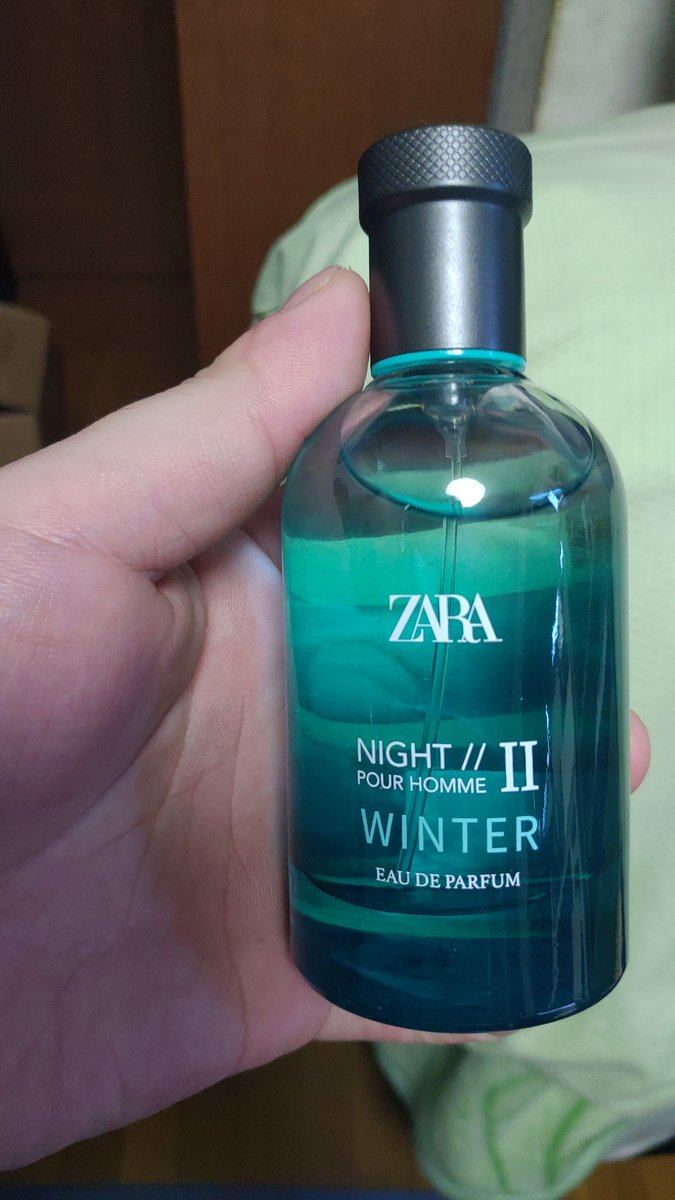 ZARA
NIGHT // II
POUR HOMME
WINTER
EAU DE PARFUM